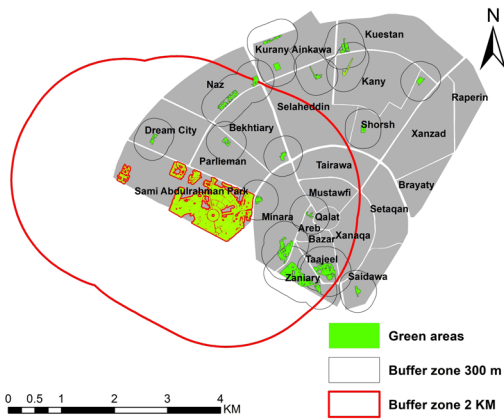 N
Kuestan
Kurany Ainkawa
Kany
Naz
Raperin
Selaheddin
Dream City
Bekhtiary
Shorsh
Xanzad
Parlieman
Tairawa
Brayaty
Sami Abdulrahman Park
Mustawfi
Setaqan
Minara
Qalat
Areb
Bazar
Xanaqa
Taajeel
Zaniary
Saidawa
Green areas
Buffer zone 300 m
Buffer zone 2 KM
0 0.5 1 2 3 4
KM